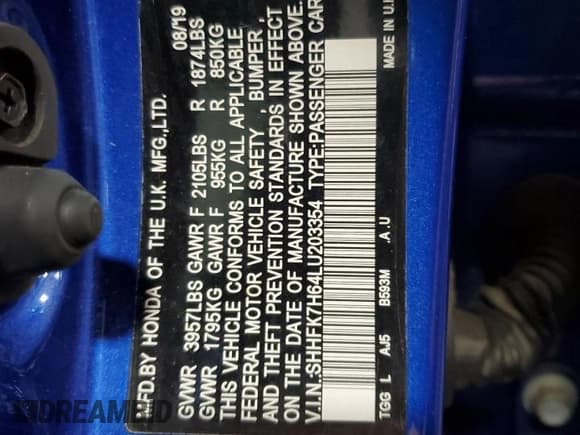 MFD.BY HONDA OF THE U.K. MFG.,LTD. 08/19
GVWR 3957LBS GAWR F 2105LBS R 1874LBS
GVWR 1795KG GAWR F 955KG R 850KG
THIS VEHICLE CONFORMS TO ALL APPLICABLE
FEDERAL MOTOR VEHICLE SAFETY , BUMPER ,
AND THEFT PREVENTION STANDARDS IN EFFECT
ON THE DATE OF MANUFACTURE SHOWN ABOVE.
V.I.N.:SHHFK7H64LU203354 TYPE:PASSENGER CAR
TGG L AJ5 B593M .A.U MADE IN U.K
DREAMBID